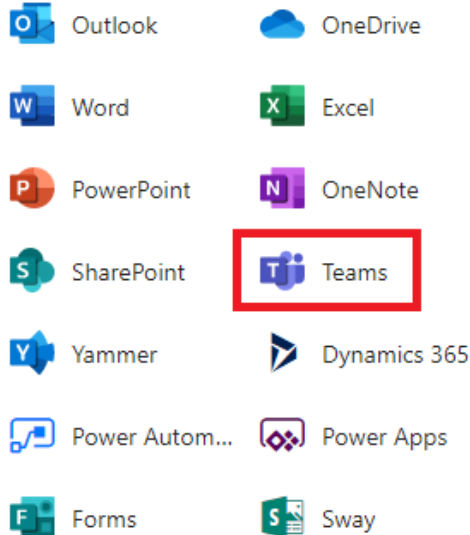 Outlook
OneDrive
Word
Excel
PowerPoint
OneNote
SharePoint
Teams
Yammer
Dynamics 365
Power Autom...
Power Apps
Forms
Sway